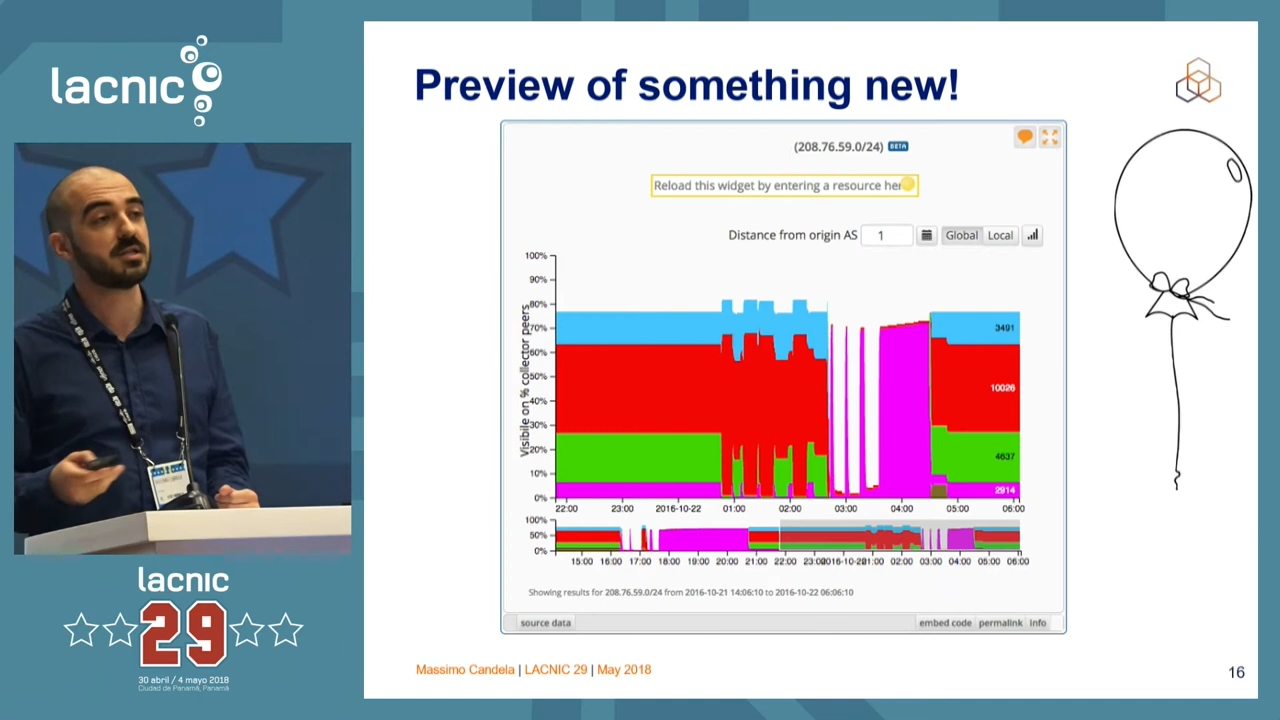 lacnic
Preview of something new!
(208.76.59.0/24) BETA
Reload this widget by entering a resource her
Distance from origin AS 1 Global Local
Visibile on % collector peers
100%
90%
80%
70%
60%
50%
40%
30%
20%
10%
0%
3491
10026
4637
2914
22:00 23:00 2016-10-22 01:00 02:00 03:00 04:00 05:00 06:00
100%
50%
0%
15:00 16:00 17:00 18:00 19:00 20:00 21:00 22:00 23:00 2016-10-22 01:00 02:00 03:00 04:00 05:00 06:00
Showing results for 208.76.59.0/24 from 2016-10-21 14:06:10 to 2016-10-22 06:06:10
source data embed code permalink info
lacnic
29
30 abril / 4 mayo 2018
Ciudad de Panamá, Panamá
Massimo Candela | LACNIC 29 | May 2018
16